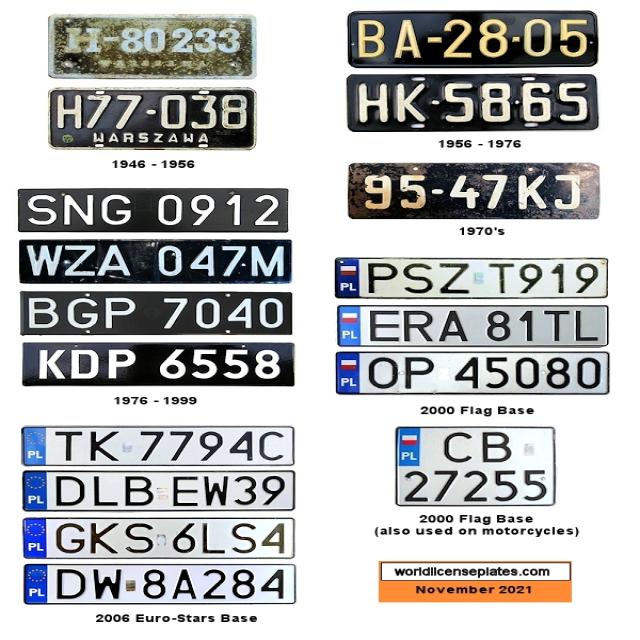 H-80233
H77-038
WARSZAWA
1946 - 1956
BA-28-05
HK-5865
1956 - 1976
95-47KJ
1970's
SNG 0912
WZA 047M
BGP 7040
KDP 6558
1976 - 1999
PL PSZ T919
PL ERA 81TL
PL OP 45080
2000 Flag Base
PL TK 7794C
PL DLB EW39
PL GKS 6LS4
PL DW 8A284
2006 Euro-Stars Base
PL CB
27255
2000 Flag Base
(also used on motorcycles)
worldlicenseplates.com
November 2021